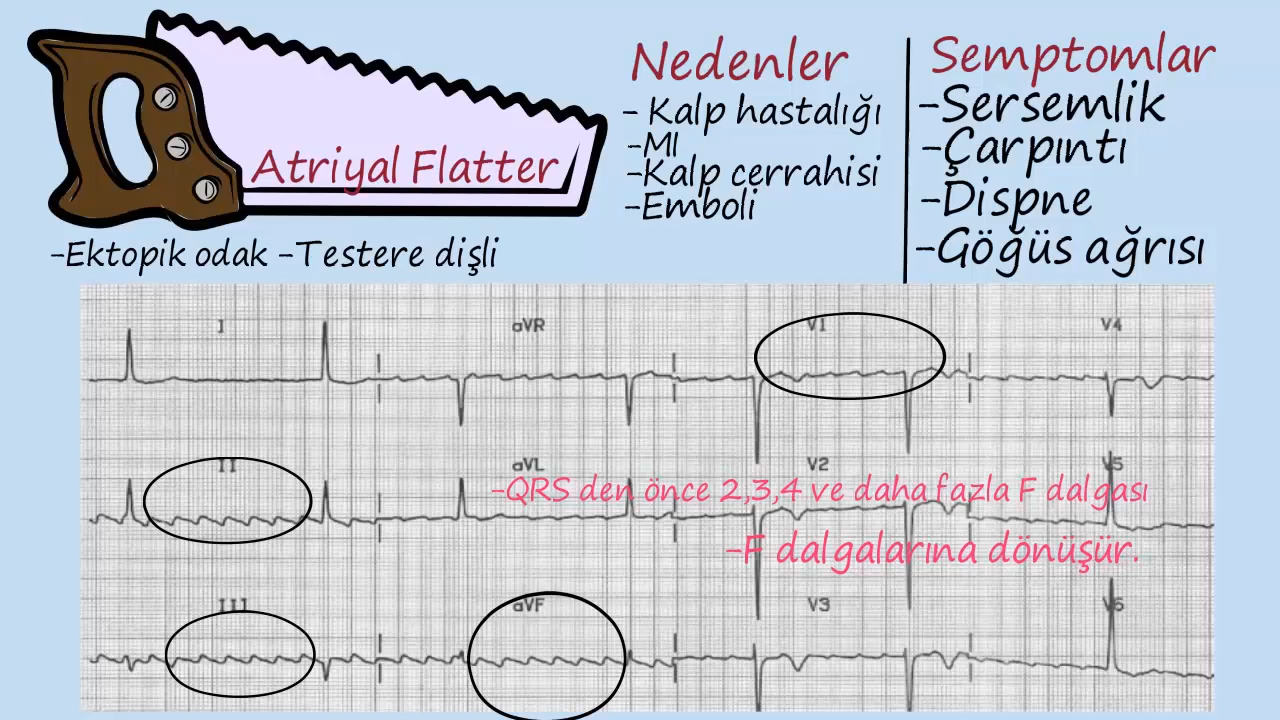 Atriyal Flatter
-Ektopik odak -Testere dişli
Nedenler
- Kalp hastalığı
-MI
-Kalp cerrahisi
-Emboli
Semptomlar
-Sersemlik
-Çarpıntı
-Dispne
-Göğüs ağrısı
I aVR V1 V4
II aVL V2 V5
-QRS den önce 2,3,4 ve daha fazla F dalgası
-F dalgalarına dönüşür.
III aVF V3 V6